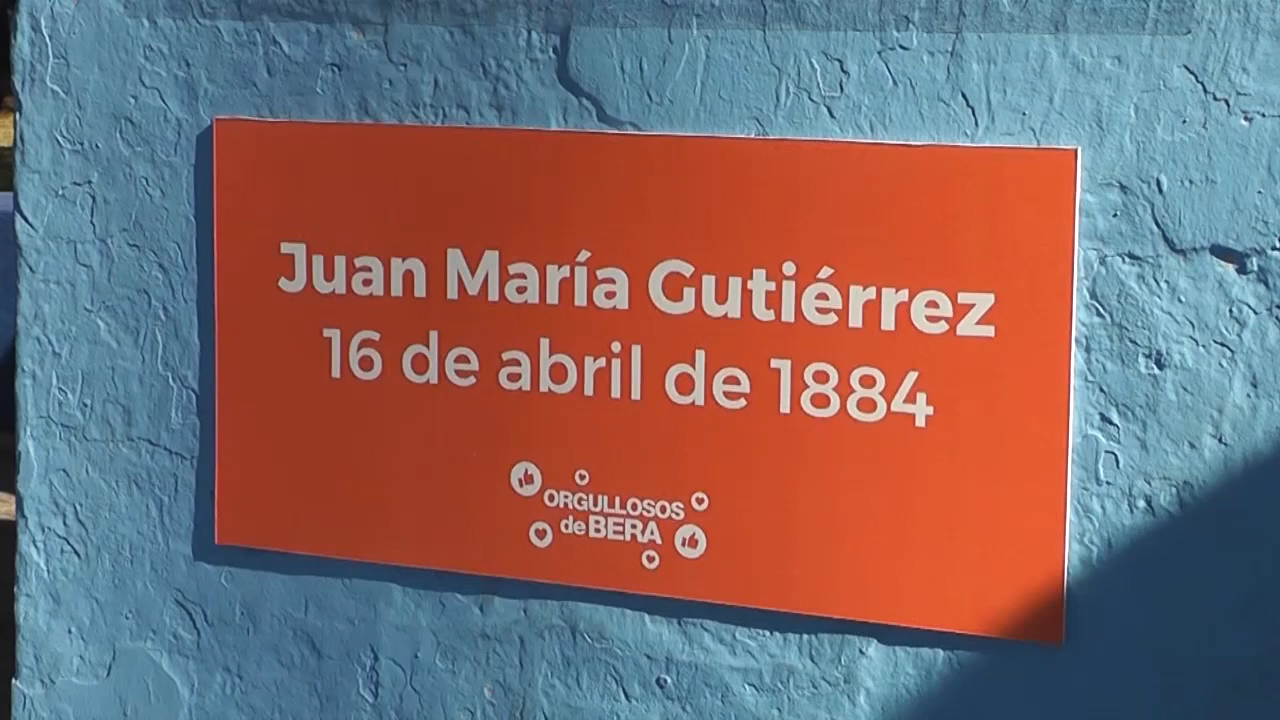 Juan María Gutiérrez
16 de abril de 1884
ORGULLOSOS
de BERA